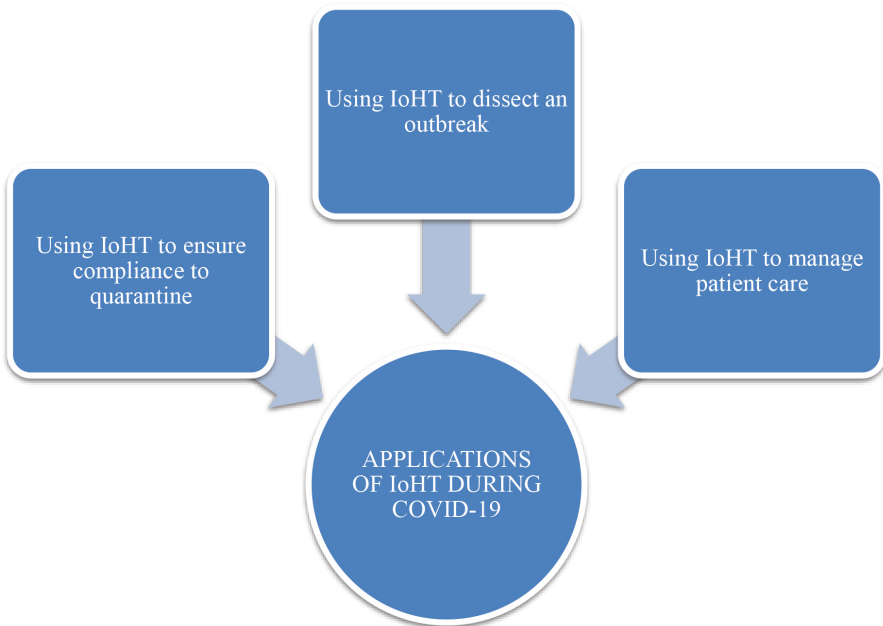 Using IoHT to dissect an
outbreak
Using IoHT to ensure
compliance to
quarantine
Using IoHT to manage
patient care
APPLICATIONS
OF IoHT DURING
COVID-19